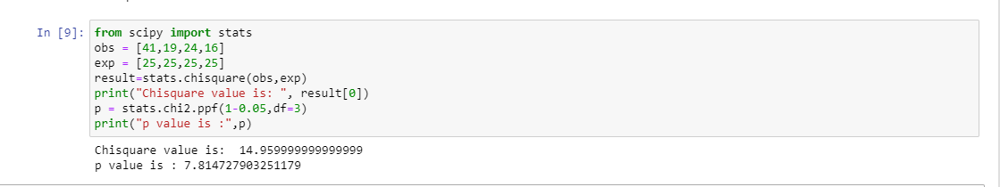 In [9]: from scipy import stats
obs = [41,19,24,16]
exp = [25,25,25,25]
result=stats.chisquare(obs,exp)
print("Chisquare value is: ", result[0])
p = stats.chi2.ppf(1-0.05,df=3)
print("p value is :",p)
Chisquare value is:  14.959999999999999
p value is : 7.814727903251179